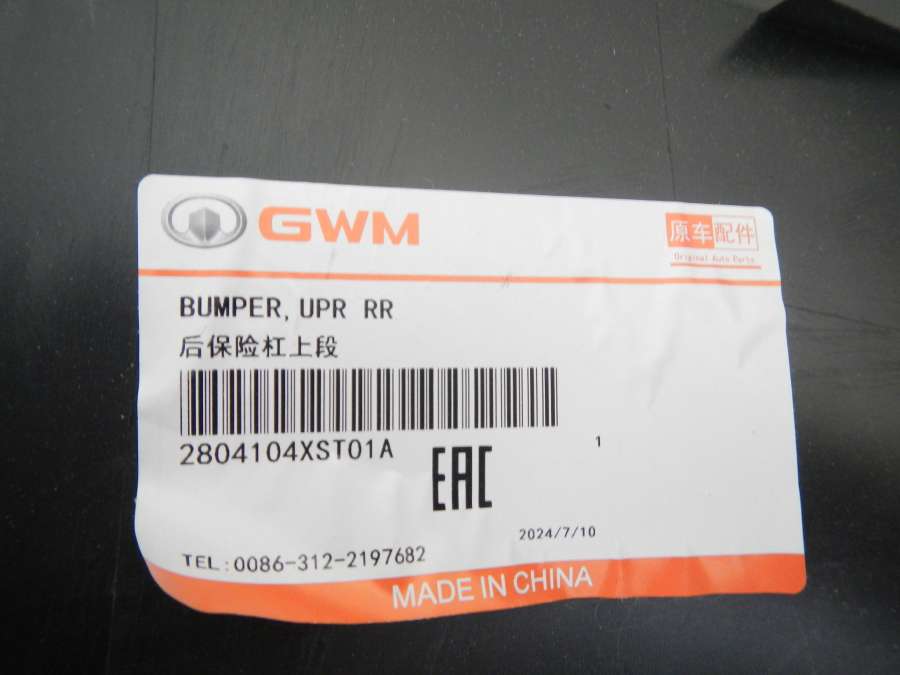 GWM
原车配件
Original Auto Parts
BUMPER, UPR RR
后保险杠上段
2804104XST01A
EAC
1
2024/7/10
TEL:0086-312-2197682
MADE IN CHINA